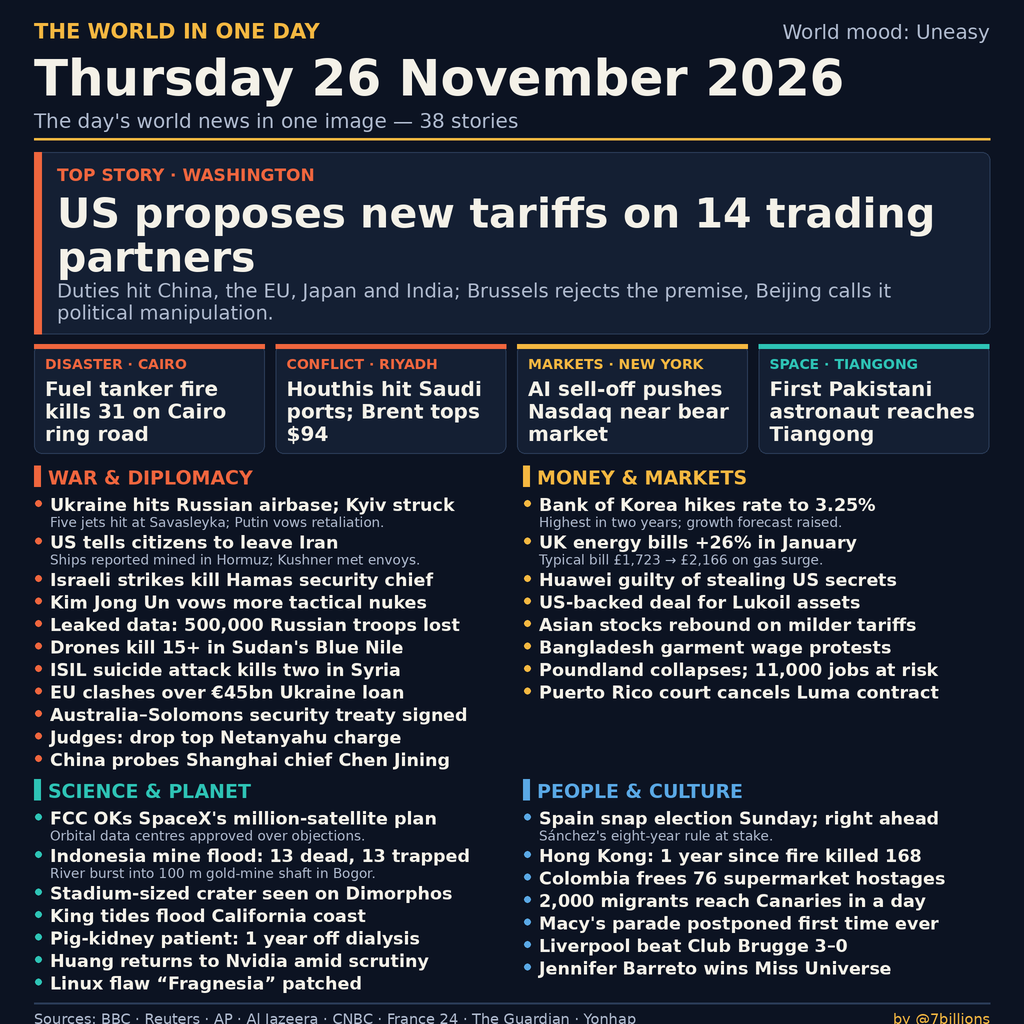 THE WORLD IN ONE DAY
World mood: Uneasy
Thursday 26 November 2026
The day's world news in one image — 38 stories
TOP STORY · WASHINGTON
US proposes new tariffs on 14 trading
partners
Duties hit China, the EU, Japan and India; Brussels rejects the premise, Beijing calls it
political manipulation.
DISASTER · CAIRO
Fuel tanker fire
kills 31 on Cairo
ring road
CONFLICT · RIYADH
Houthis hit Saudi
ports; Brent tops
$94
MARKETS · NEW YORK
AI sell-off pushes
Nasdaq near bear
market
SPACE · TIANGONG
First Pakistani
astronaut reaches
Tiangong
WAR & DIPLOMACY
• Ukraine hits Russian airbase; Kyiv struck
Five jets hit at Savasleyka; Putin vows retaliation.
• US tells citizens to leave Iran
Ships reported mined in Hormuz; Kushner met envoys.
• Israeli strikes kill Hamas security chief
• Kim Jong Un vows more tactical nukes
• Leaked data: 500,000 Russian troops lost
• Drones kill 15+ in Sudan's Blue Nile
• ISIL suicide attack kills two in Syria
• EU clashes over €45bn Ukraine loan
• Australia–Solomons security treaty signed
• Judges: drop top Netanyahu charge
• China probes Shanghai chief Chen Jining
MONEY & MARKETS
• Bank of Korea hikes rate to 3.25%
Highest in two years; growth forecast raised.
• UK energy bills +26% in January
Typical bill £1,723 → £2,166 on gas surge.
• Huawei guilty of stealing US secrets
• US-backed deal for Lukoil assets
• Asian stocks rebound on milder tariffs
• Bangladesh garment wage protests
• Poundland collapses; 11,000 jobs at risk
• Puerto Rico court cancels Luma contract
SCIENCE & PLANET
• FCC OKs SpaceX's million-satellite plan
Orbital data centres approved over objections.
• Indonesia mine flood: 13 dead, 13 trapped
River burst into 100 m gold-mine shaft in Bogor.
• Stadium-sized crater seen on Dimorphos
• King tides flood California coast
• Pig-kidney patient: 1 year off dialysis
• Huang returns to Nvidia amid scrutiny
• Linux flaw “Fragnesia” patched
PEOPLE & CULTURE
• Spain snap election Sunday; right ahead
Sánchez's eight-year rule at stake.
• Hong Kong: 1 year since fire killed 168
• Colombia frees 76 supermarket hostages
• 2,000 migrants reach Canaries in a day
• Macy's parade postponed first time ever
• Liverpool beat Club Brugge 3–0
• Jennifer Barreto wins Miss Universe
Sources: BBC · Reuters · AP · Al Jazeera · CNBC · France 24 · The Guardian · Yonhap
by @7billions